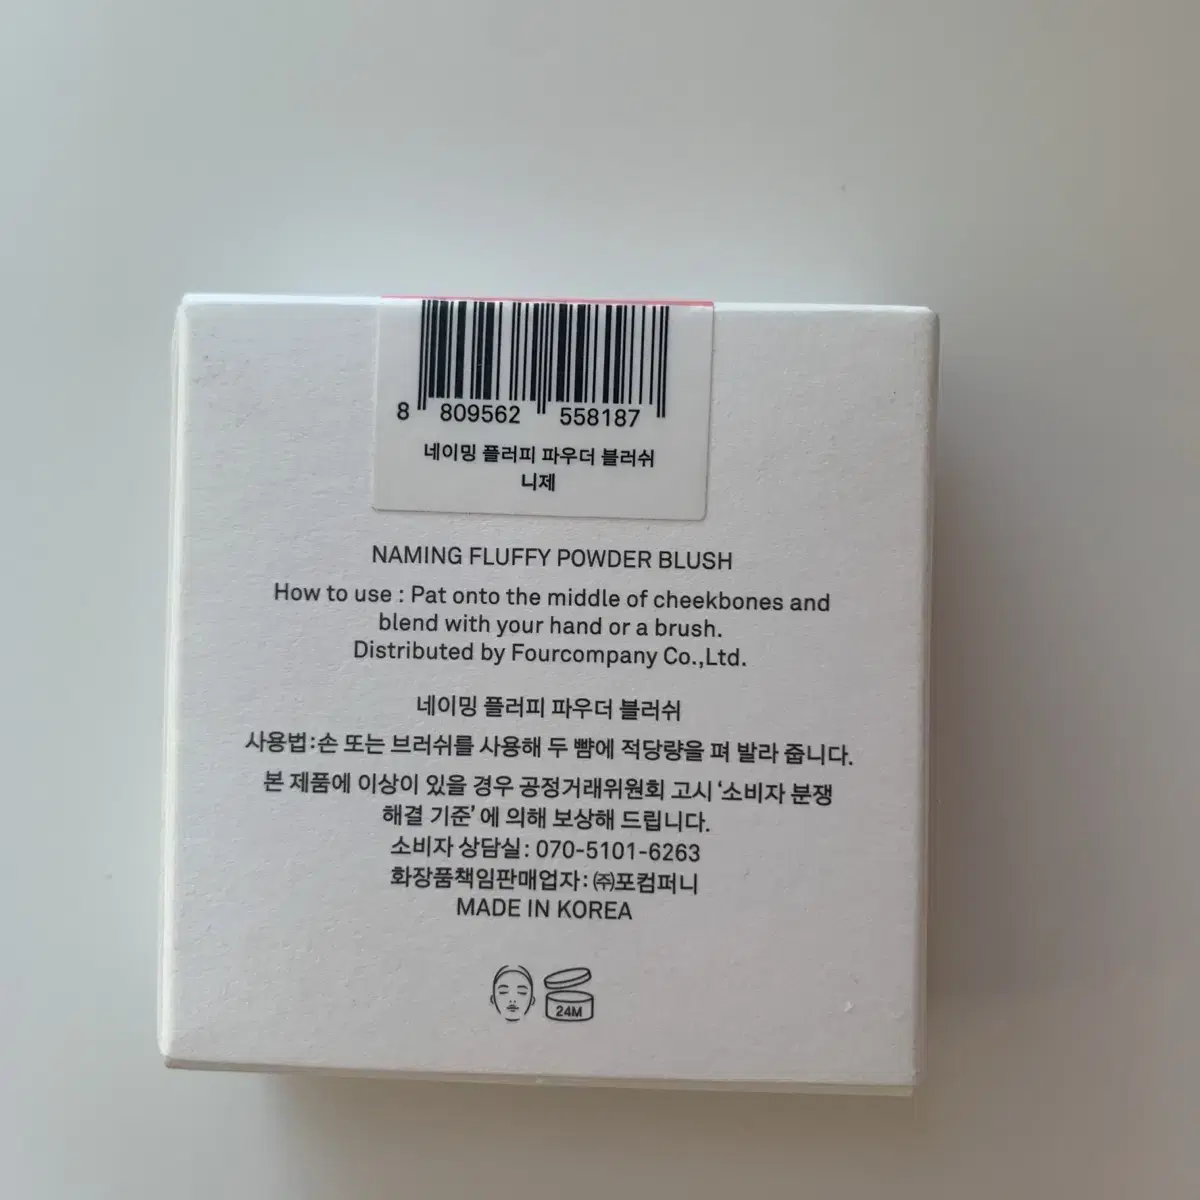 8 809562 558187
네이밍 플러피 파우더 블러쉬
니제
NAMING FLUFFY POWDER BLUSH
How to use : Pat onto the middle of cheekbones and
blend with your hand or a brush.
Distributed by Fourcompany Co.,Ltd.
네이밍 플러피 파우더 블러쉬
사용법:손 또는 브러쉬를 사용해 두 뺨에 적당량을 펴 발라 줍니다.
본 제품에 이상이 있을 경우 공정거래위원회 고시 ‘소비자 분쟁
해결 기준’ 에 의해 보상해 드립니다.
소비자 상담실: 070-5101-6263
화장품책임판매업자: ㈜포컴퍼니
MADE IN KOREA
24M